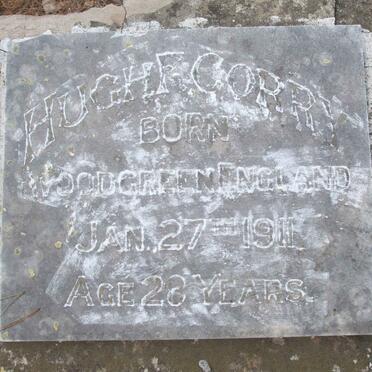 HUGH F. CORRY
BORN
WOODGREEN. ENGLAND
JAN. 27TH 1911
AGE 28 YEARS.